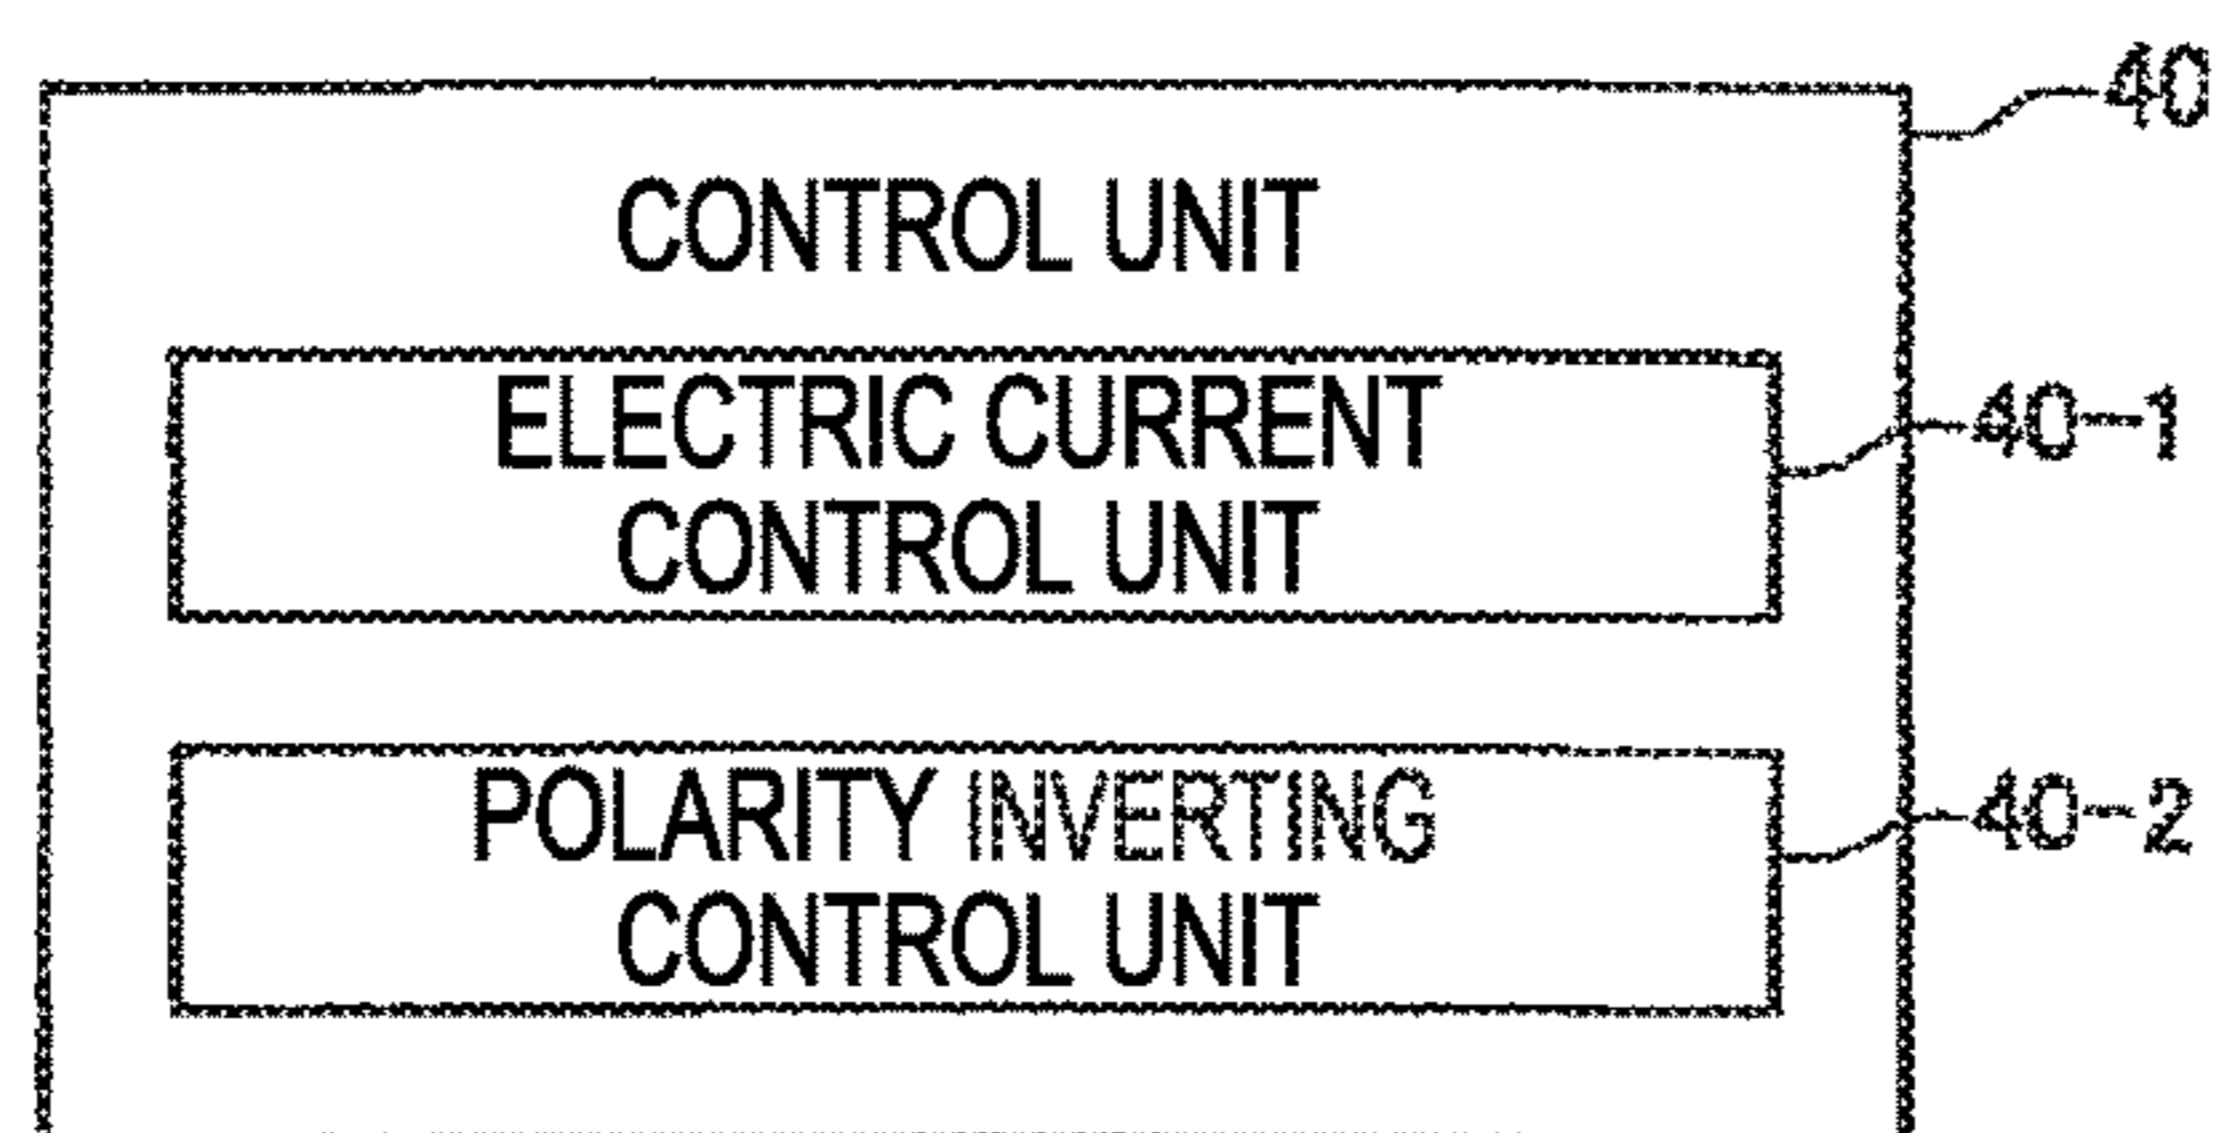 40
CONTROL UNIT
ELECTRIC CURRENT
CONTROL UNIT
40-1
POLARITY INVERTING
CONTROL UNIT
40-2